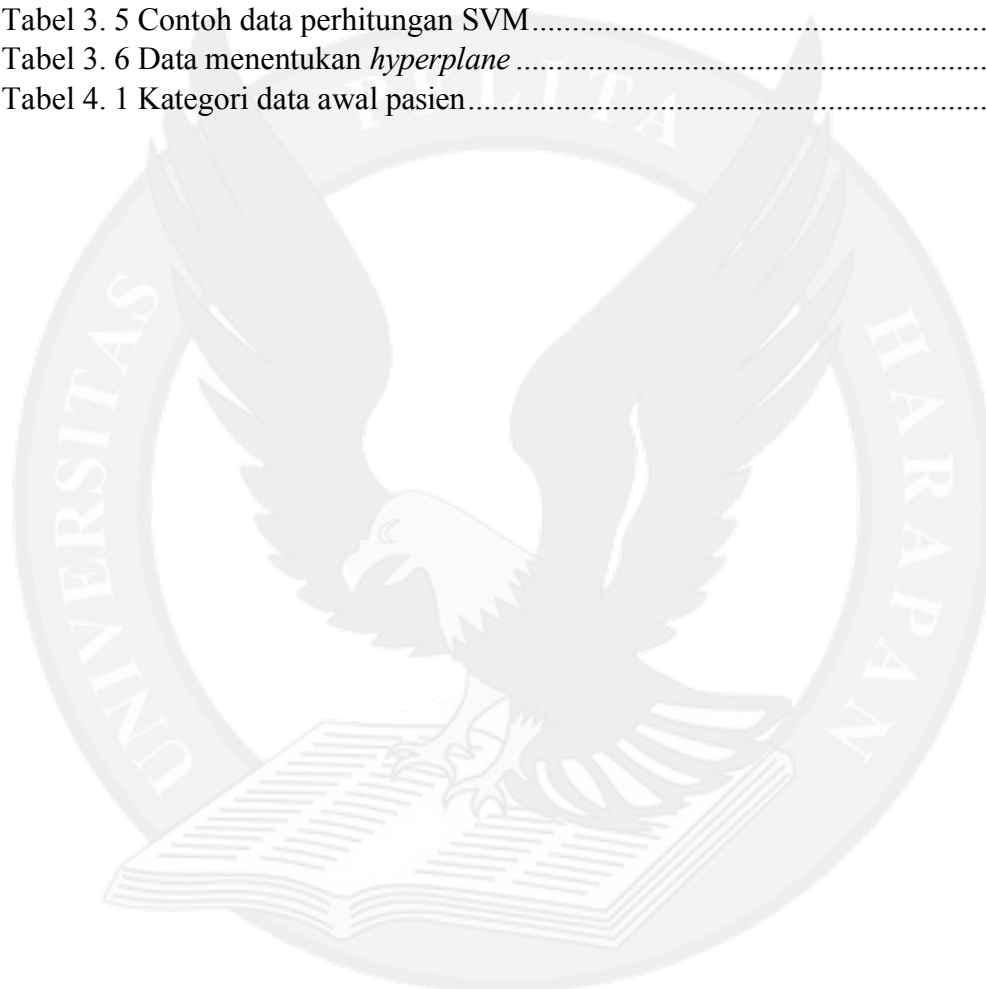 Tabel 3. 5 Contoh data perhitungan SVM........................................................
Tabel 3. 6 Data menentukan hyperplane..........................................................
Tabel 4. 1 Kategori data awal pasien................................................................
UNIVERSITAS PELITA HARAPAN